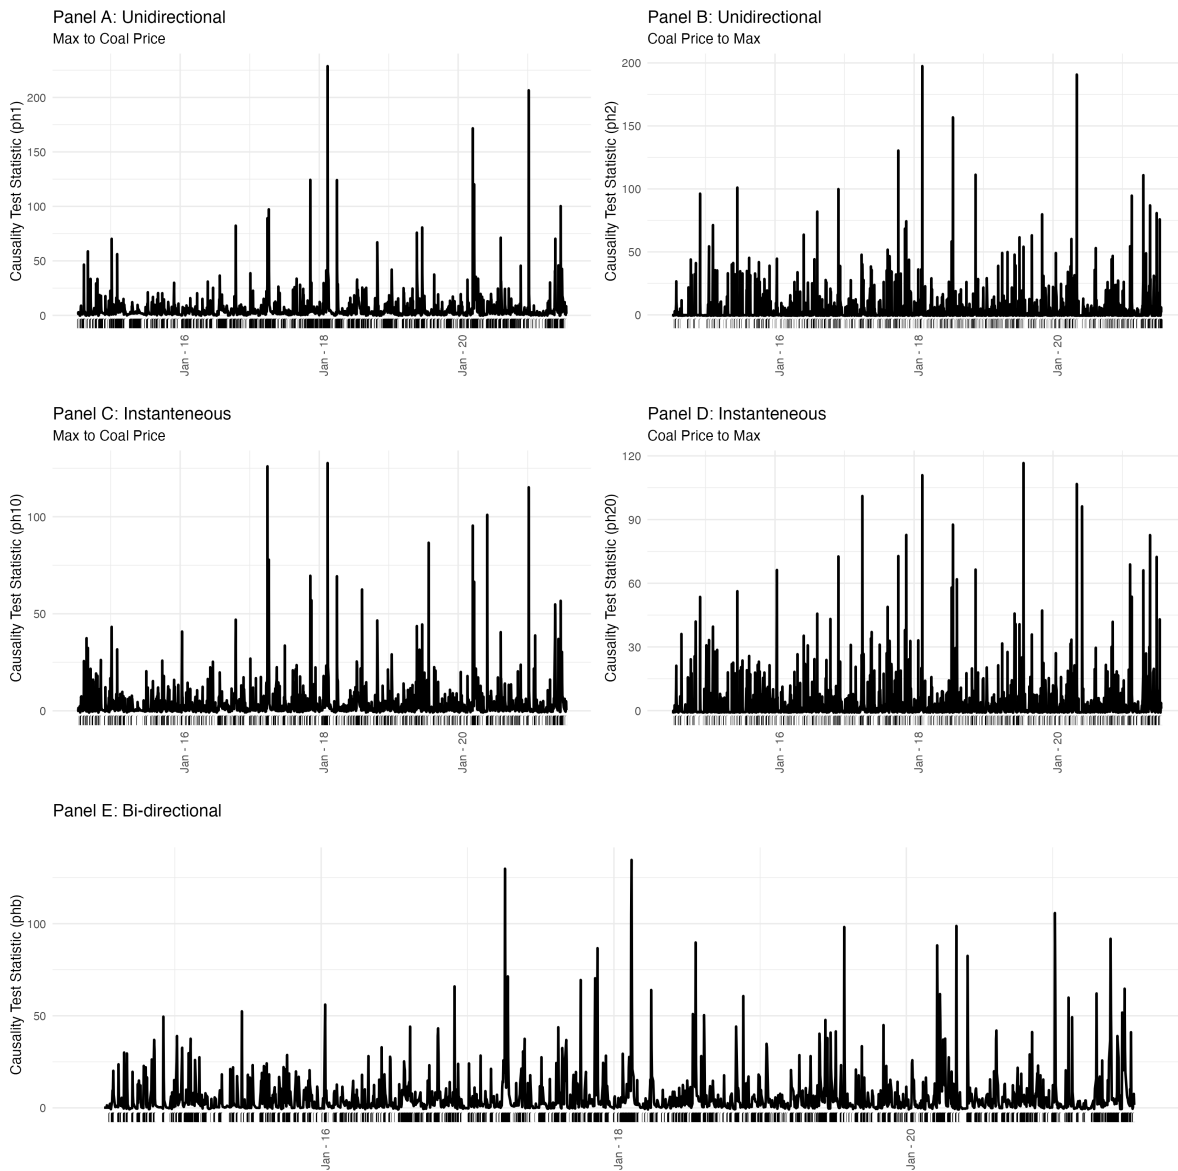 Panel A: Unidirectional
Max to Coal Price
Causality Test Statistic (ph1)
200
150
100
50
0
Jan - 16
Jan - 18
Jan - 20
Panel B: Unidirectional
Coal Price to Max
Causality Test Statistic (ph2)
200
150
100
50
0
Jan - 16
Jan - 18
Jan - 20
Panel C: Instanteneous
Max to Coal Price
Causality Test Statistic (ph10)
100
50
0
Jan - 16
Jan - 18
Jan - 20
Panel D: Instanteneous
Coal Price to Max
Causality Test Statistic (ph20)
120
90
60
30
0
Jan - 16
Jan - 18
Jan - 20
Panel E: Bi-directional
Causality Test Statistic (phb)
100
50
0
Jan - 16
Jan - 18
Jan - 20